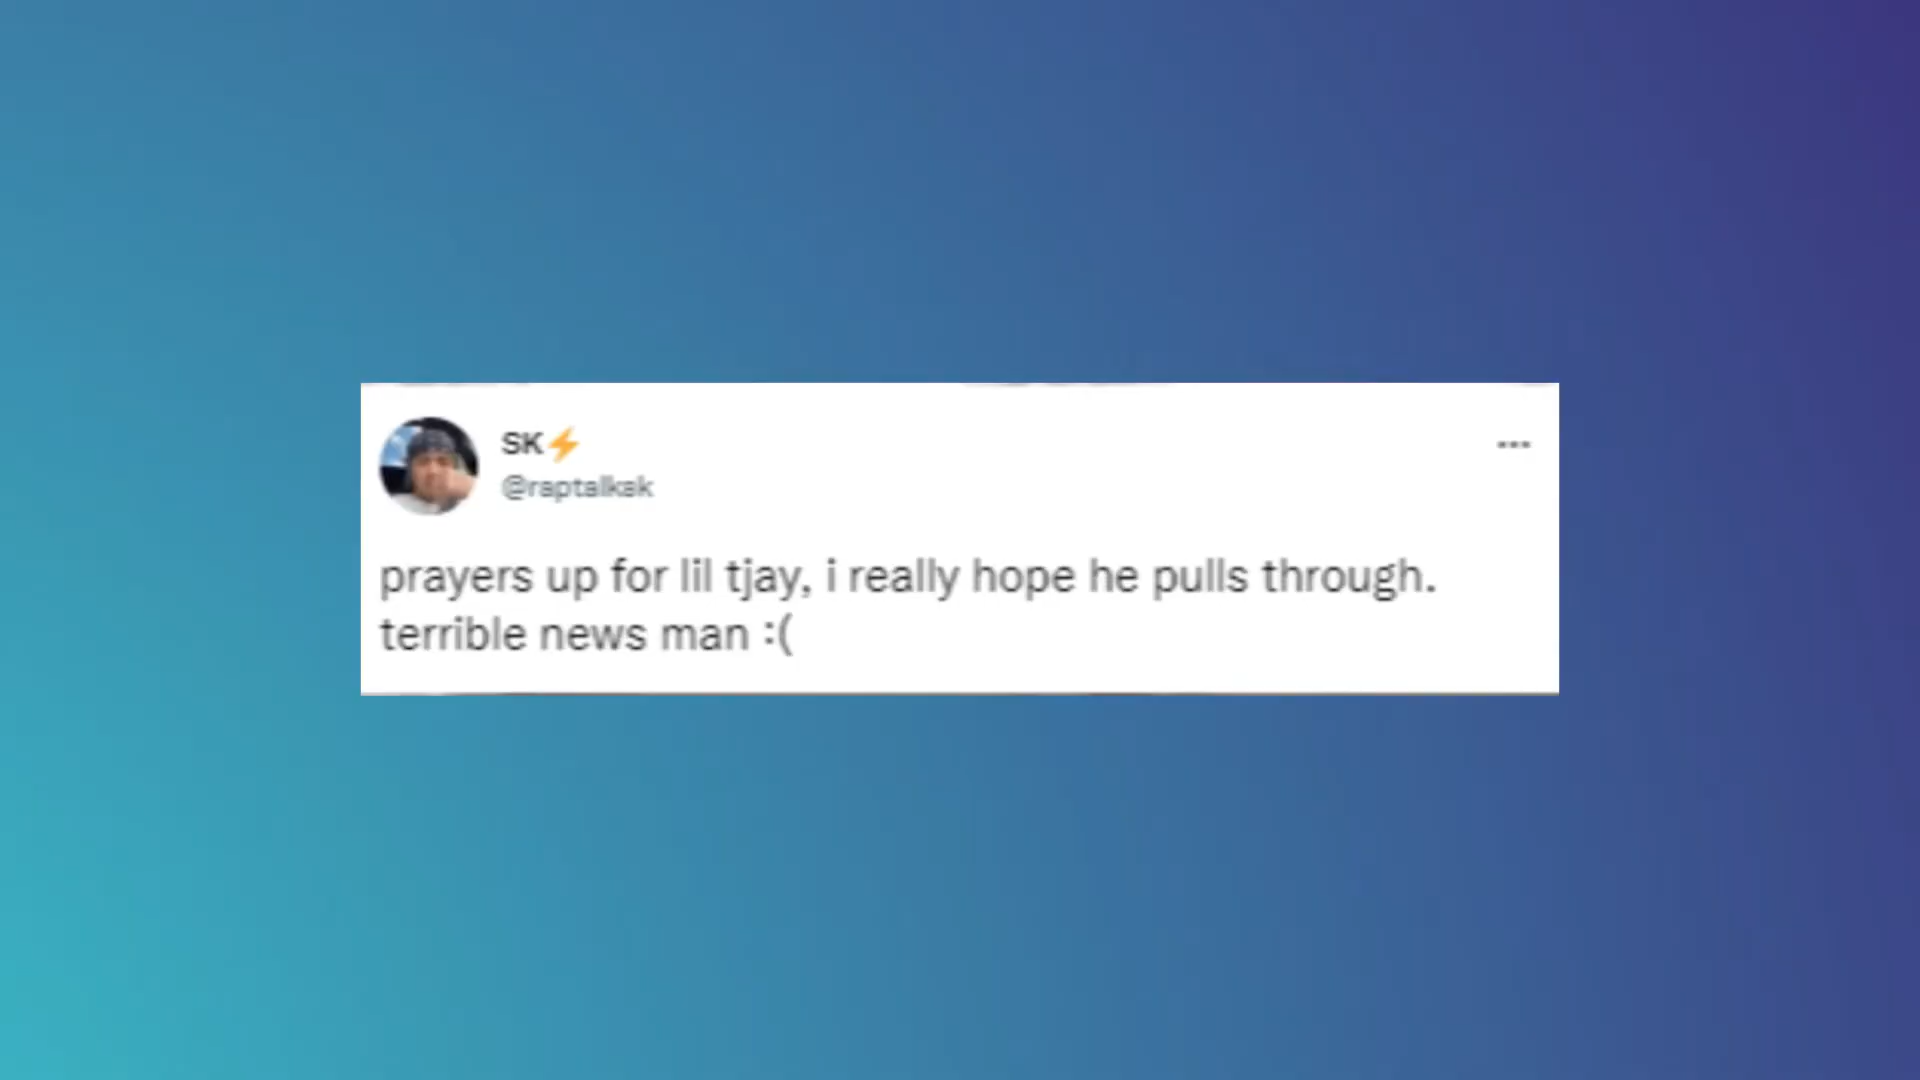 SK⚡
@raptalksk
prayers up for lil tjay, i really hope he pulls through.
terrible news man :(